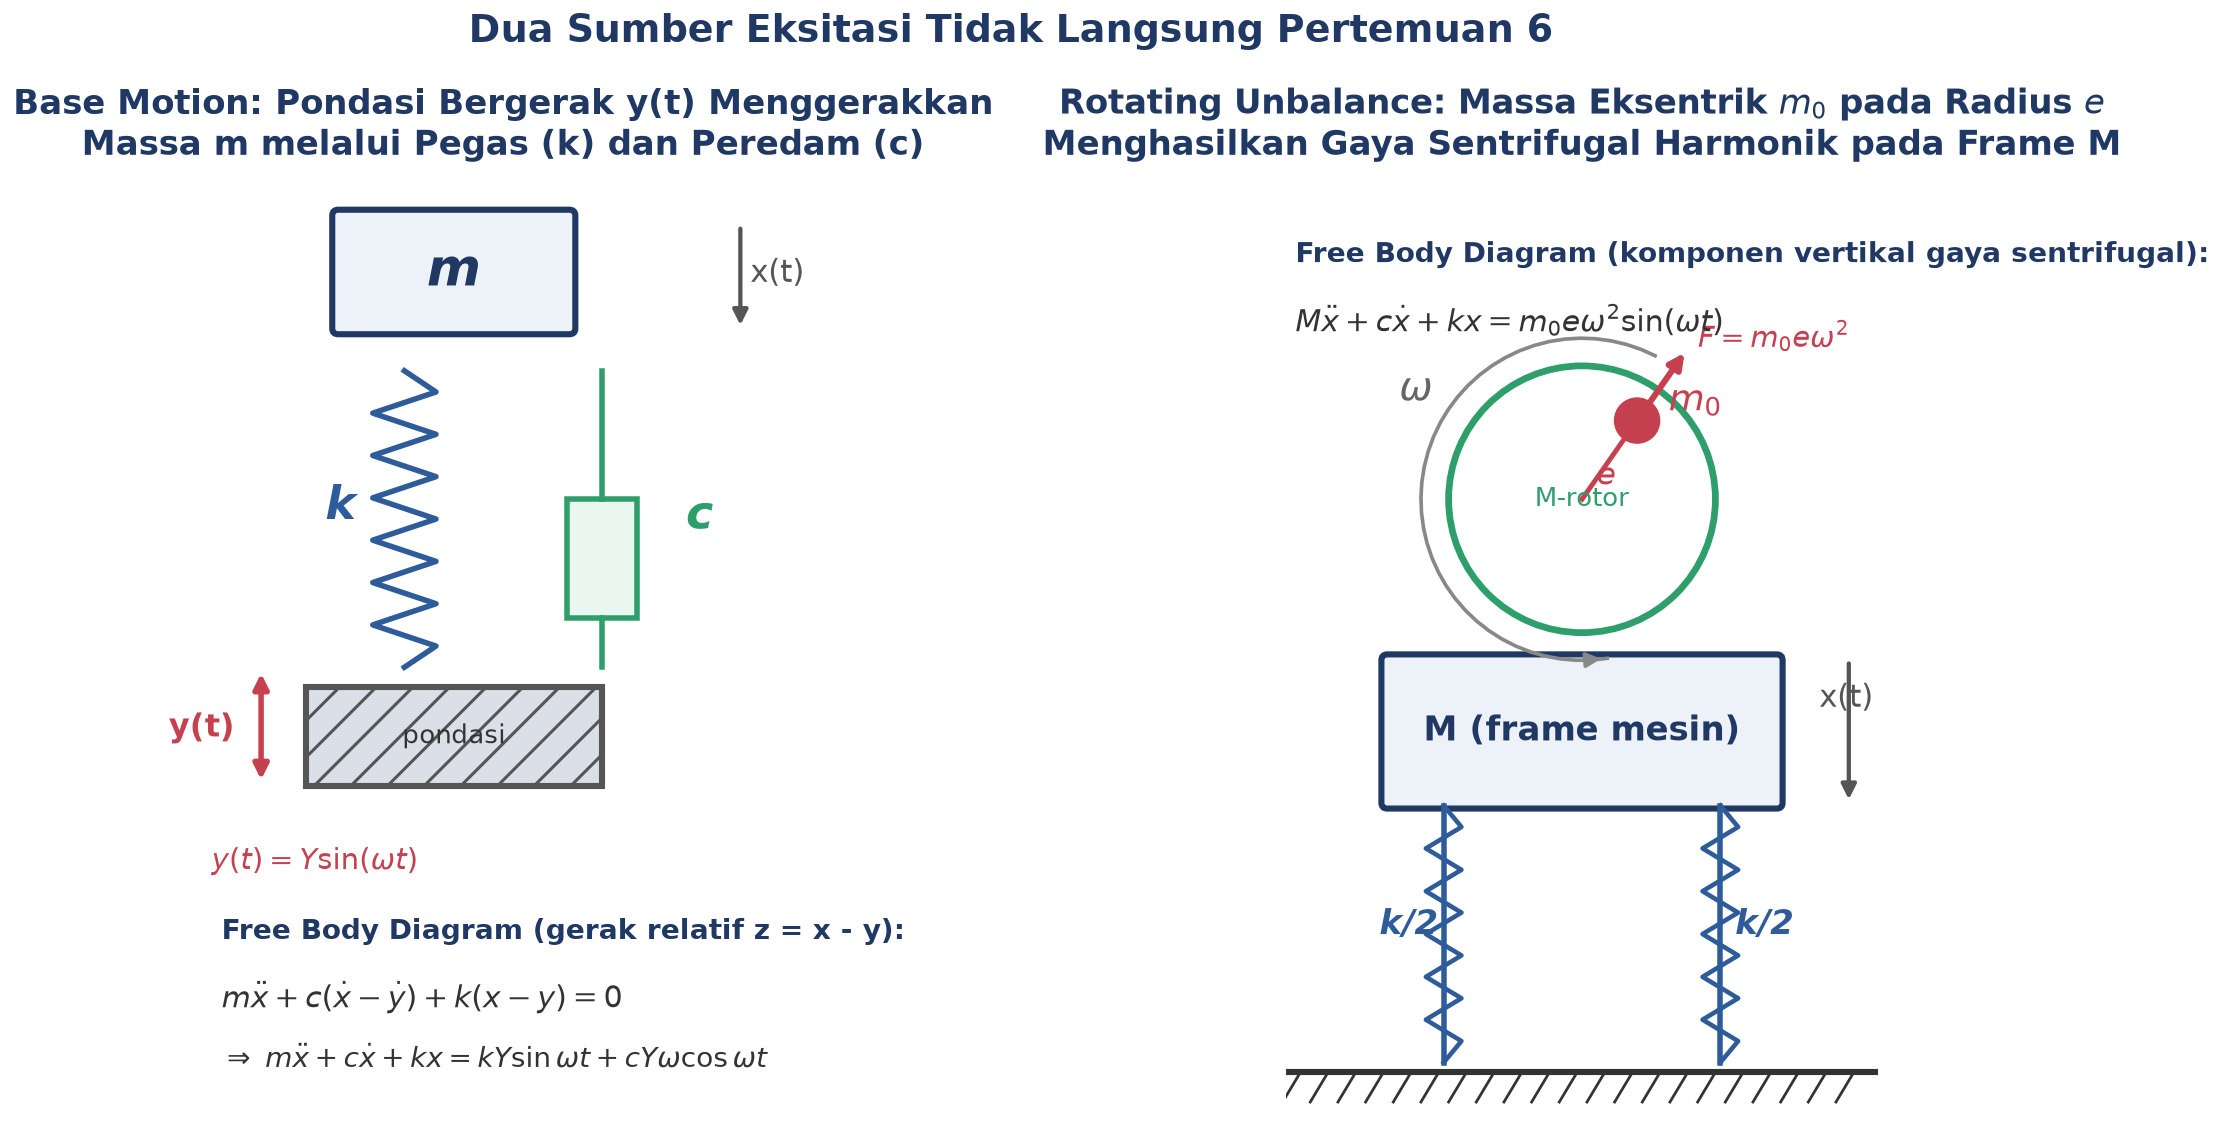 Dua Sumber Eksitasi Tidak Langsung Pertemuan 6
Base Motion: Pondasi Bergerak y(t) Menggerakkan
Massa m melalui Pegas (k) dan Peredam (c)
m
x(t)
k
c
y(t)
pondasi
y(t) = Y sin(ωt)
Free Body Diagram (gerak relatif z = x - y):
mẍ + c(ẋ − ẏ) + k(x − y) = 0
⇒ mẍ + cẋ + kx = kY sin ωt + cYω cos ωt
Rotating Unbalance: Massa Eksentrik m₀ pada Radius e
Menghasilkan Gaya Sentrifugal Harmonik pada Frame M
Free Body Diagram (komponen vertikal gaya sentrifugal):
Mẍ + cẋ + kx = m₀eω² sin(ωt)
F = m₀eω²
ω
m₀
e
M-rotor
x(t)
M (frame mesin)
k/2
k/2